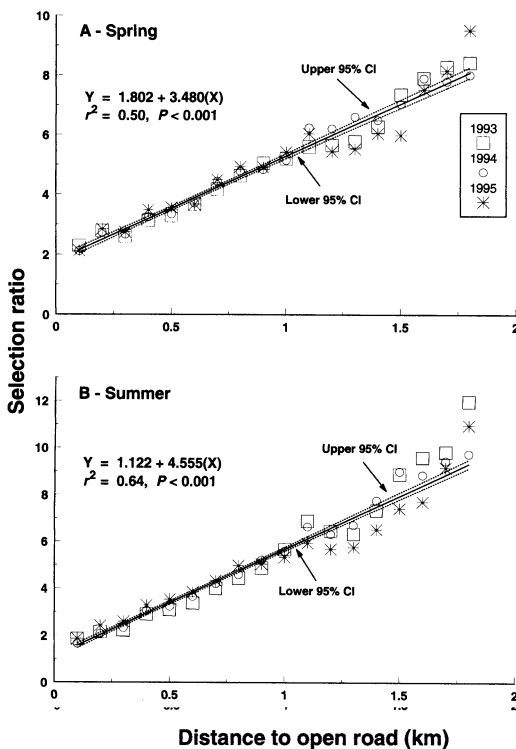 A - Spring
Y = 1.802 + 3.480(X)
r² = 0.50, P < 0.001
Upper 95% CI
Lower 95% CI
1993
1994
1995
10
8
6
4
2
0
0
0.5
1
1.5
2
Selection ratio
B - Summer
Y = 1.122 + 4.555(X)
r² = 0.64, P < 0.001
Upper 95% CI
Lower 95% CI
12
10
8
6
4
2
0
0
0.5
1
1.5
2
Distance to open road (km)